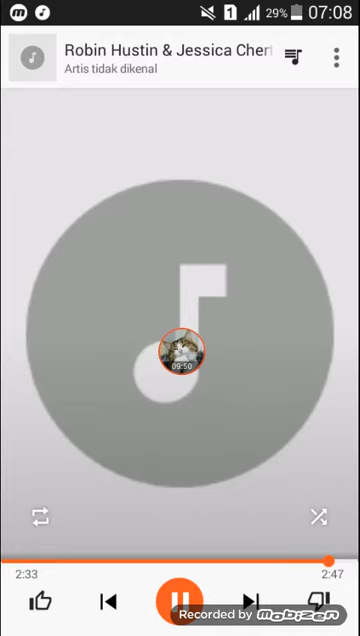 1 29% 07:08
Robin Hustin & Jessica Chert
Artis tidak dikenal
09:50
2:33 2:47
Recorded by mobizen